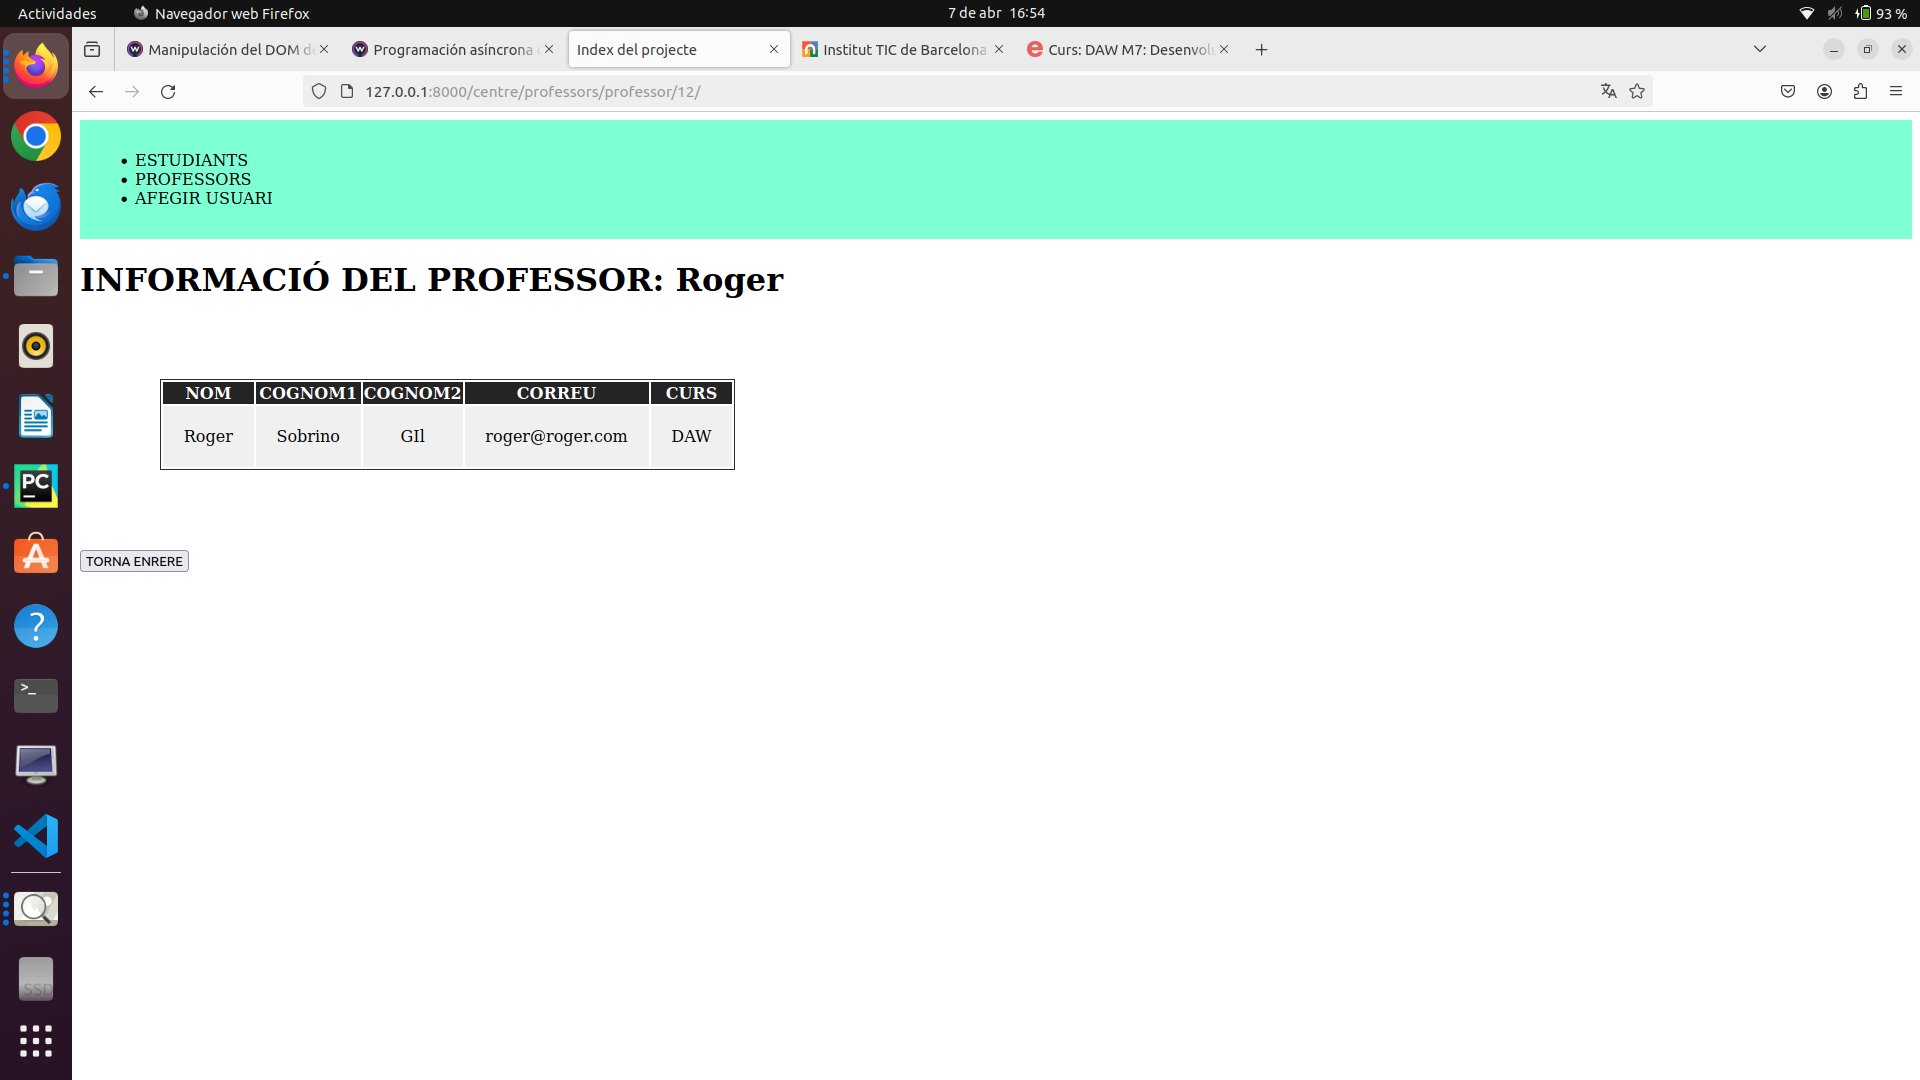 Actividades
Navegador web Firefox
7 de abr 16:54
93 %
Manipulación del DOM de
Programación asíncrona
Index del projecte
Institut TIC de Barcelona
Curs: DAW M7: Desenvolu
127.0.0.1:8000/centre/professors/professor/12/
ESTUDIANTS
PROFESSORS
AFEGIR USUARI
INFORMACIÓ DEL PROFESSOR: Roger
NOM COGNOM1 COGNOM2 CORREU CURS
Roger Sobrino GIl roger@roger.com DAW
TORNA ENRERE
PC
>_
SSD